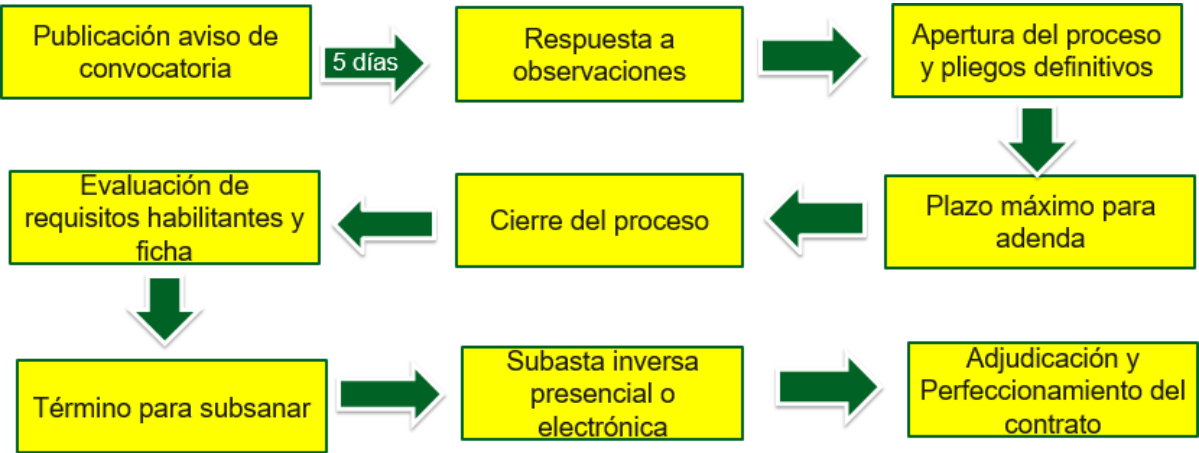 Publicación aviso de
convocatoria
5 días
Respuesta a
observaciones
Apertura del proceso
y pliegos definitivos
Plazo máximo para
adenda
Cierre del proceso
Evaluación de
requisitos habilitantes y
ficha
Término para subsanar
Subasta inversa
presencial o
electrónica
Adjudicación y
Perfeccionamiento del
contrato